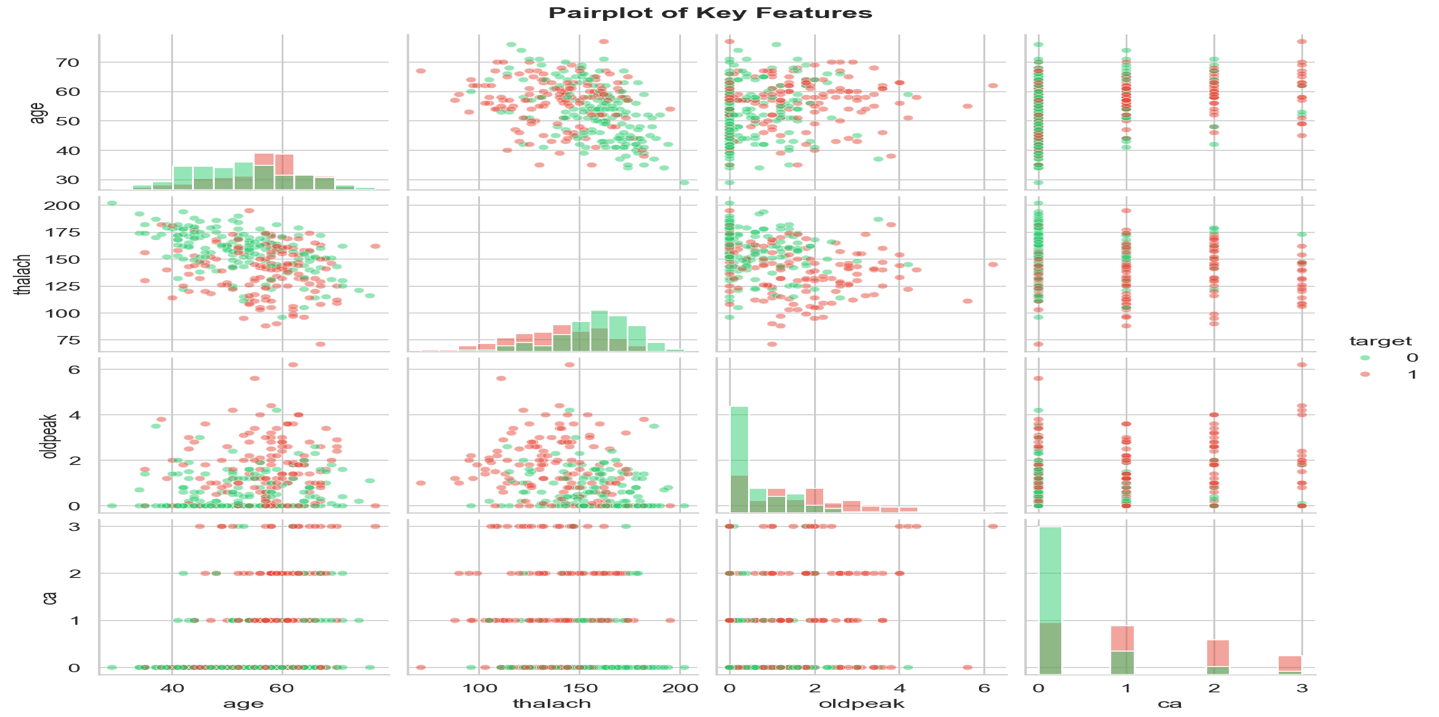 Pairplot of Key Features
70
60
50
40
30
age
200
175
150
125
100
75
thalach
target
0
1
6
4
2
0
oldpeak
3
2
1
0
ca
40 60
100 150 200
0 2 4 6
0 1 2 3
age thalach oldpeak ca